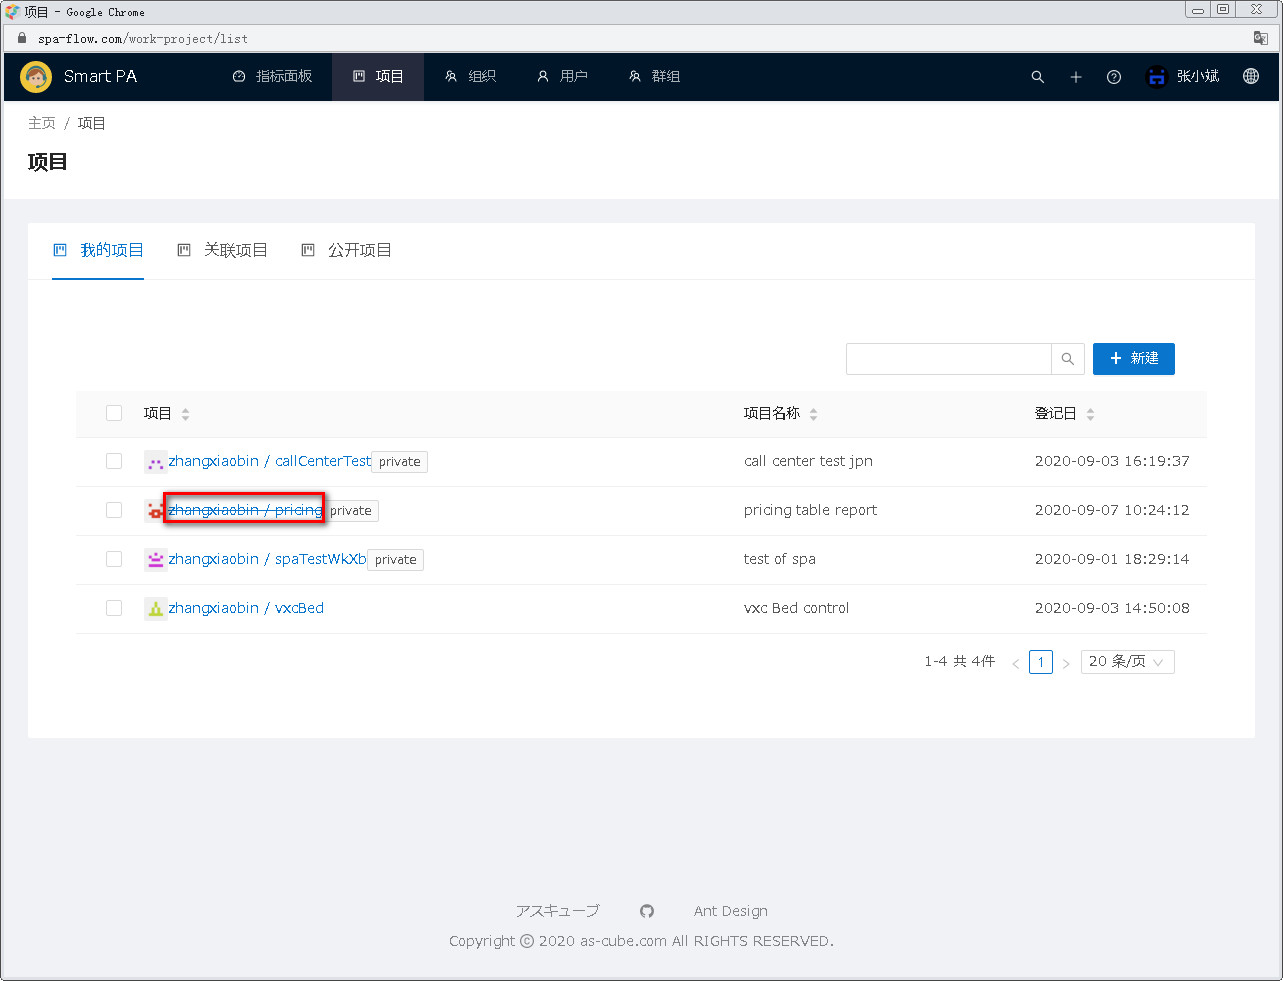 项目 - Google Chrome
spa-flow.com/work-project/list
Smart PA 指标面板 项目 组织 用户 群组 张小斌
主页 / 项目
项目
我的项目 关联项目 公开项目
新建
项目 项目名称 登记日
zhangxiaobin / callCenterTest private call center test jpn 2020-09-03 16:19:37
zhangxiaobin / pricing private pricing table report 2020-09-07 10:24:12
zhangxiaobin / spaTestWkXb private test of spa 2020-09-01 18:29:14
zhangxiaobin / vxcBed vxc Bed control 2020-09-03 14:50:08
1-4 共 4件 < 1 > 20 条/页
アスキューブ Ant Design
Copyright © 2020 as-cube.com All RIGHTS RESERVED.